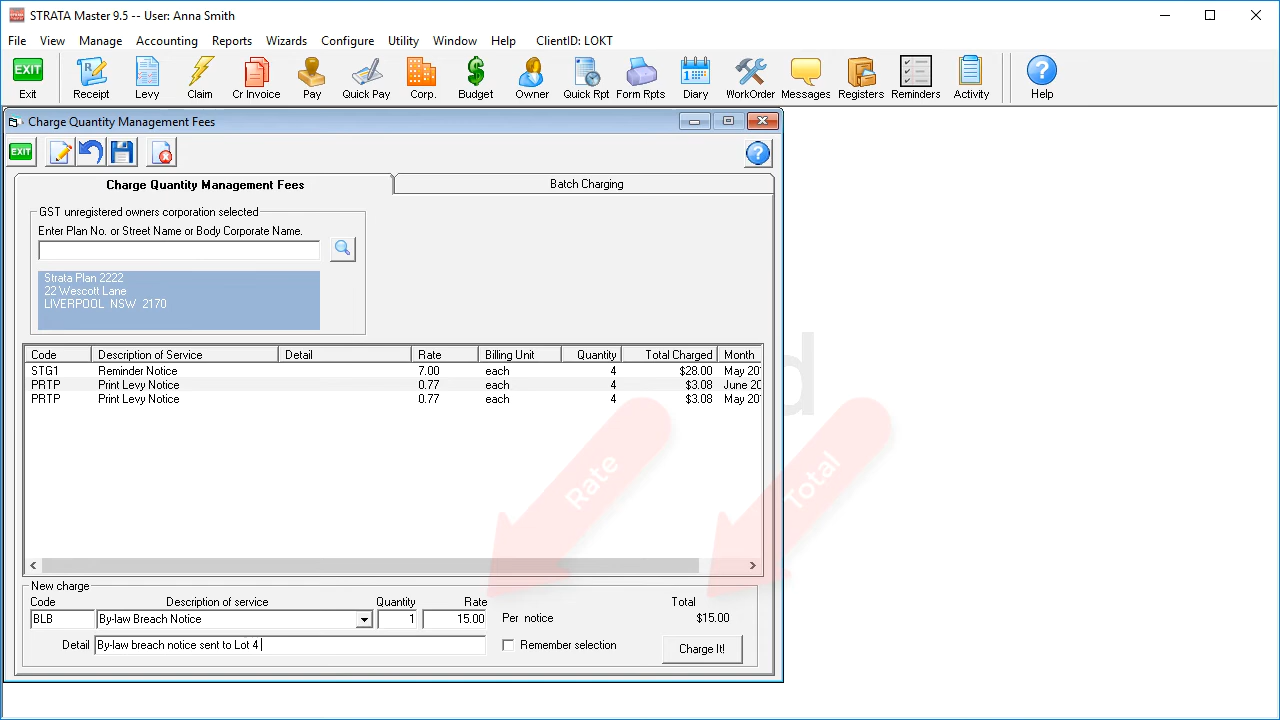 STRATA Master 9.5 -- User: Anna Smith
File View Manage Accounting Reports Wizards Configure Utility Window Help ClientID: LOKT
EXIT
Exit Receipt Levy Client Cr Invoice Pay Quick Pay Corp. Budget Owner Quick Rpt Form Rpts Diary WorkOrder Messages Registers Reminders Activity Help
Charge Quantity Management Fees
EXIT
Charge Quantity Management Fees Batch Charging
GST unregistered owners corporation selected
Enter Plan No. or Street Name or Body Corporate Name.
Strata Plan 2222
22 Wescott Lane
LIVERPOOL NSW 2170
Code Description of Service Detail Rate Billing Unit Quantity Total Charged Month
STG1 Reminder Notice 7.00 each 4 $28.00 May 20
PRTP Print Levy Notice 0.77 each 4 $3.08 June 20
PRTP Print Levy Notice 0.77 each 4 $3.08 May 20
Rate
Total
New charge
Code Description of service Quantity Rate Total
BLB By-law Breach Notice 1 15.00 Per notice $15.00
Detail By-law breach notice sent to Lot 4 Remember selection Charge It!